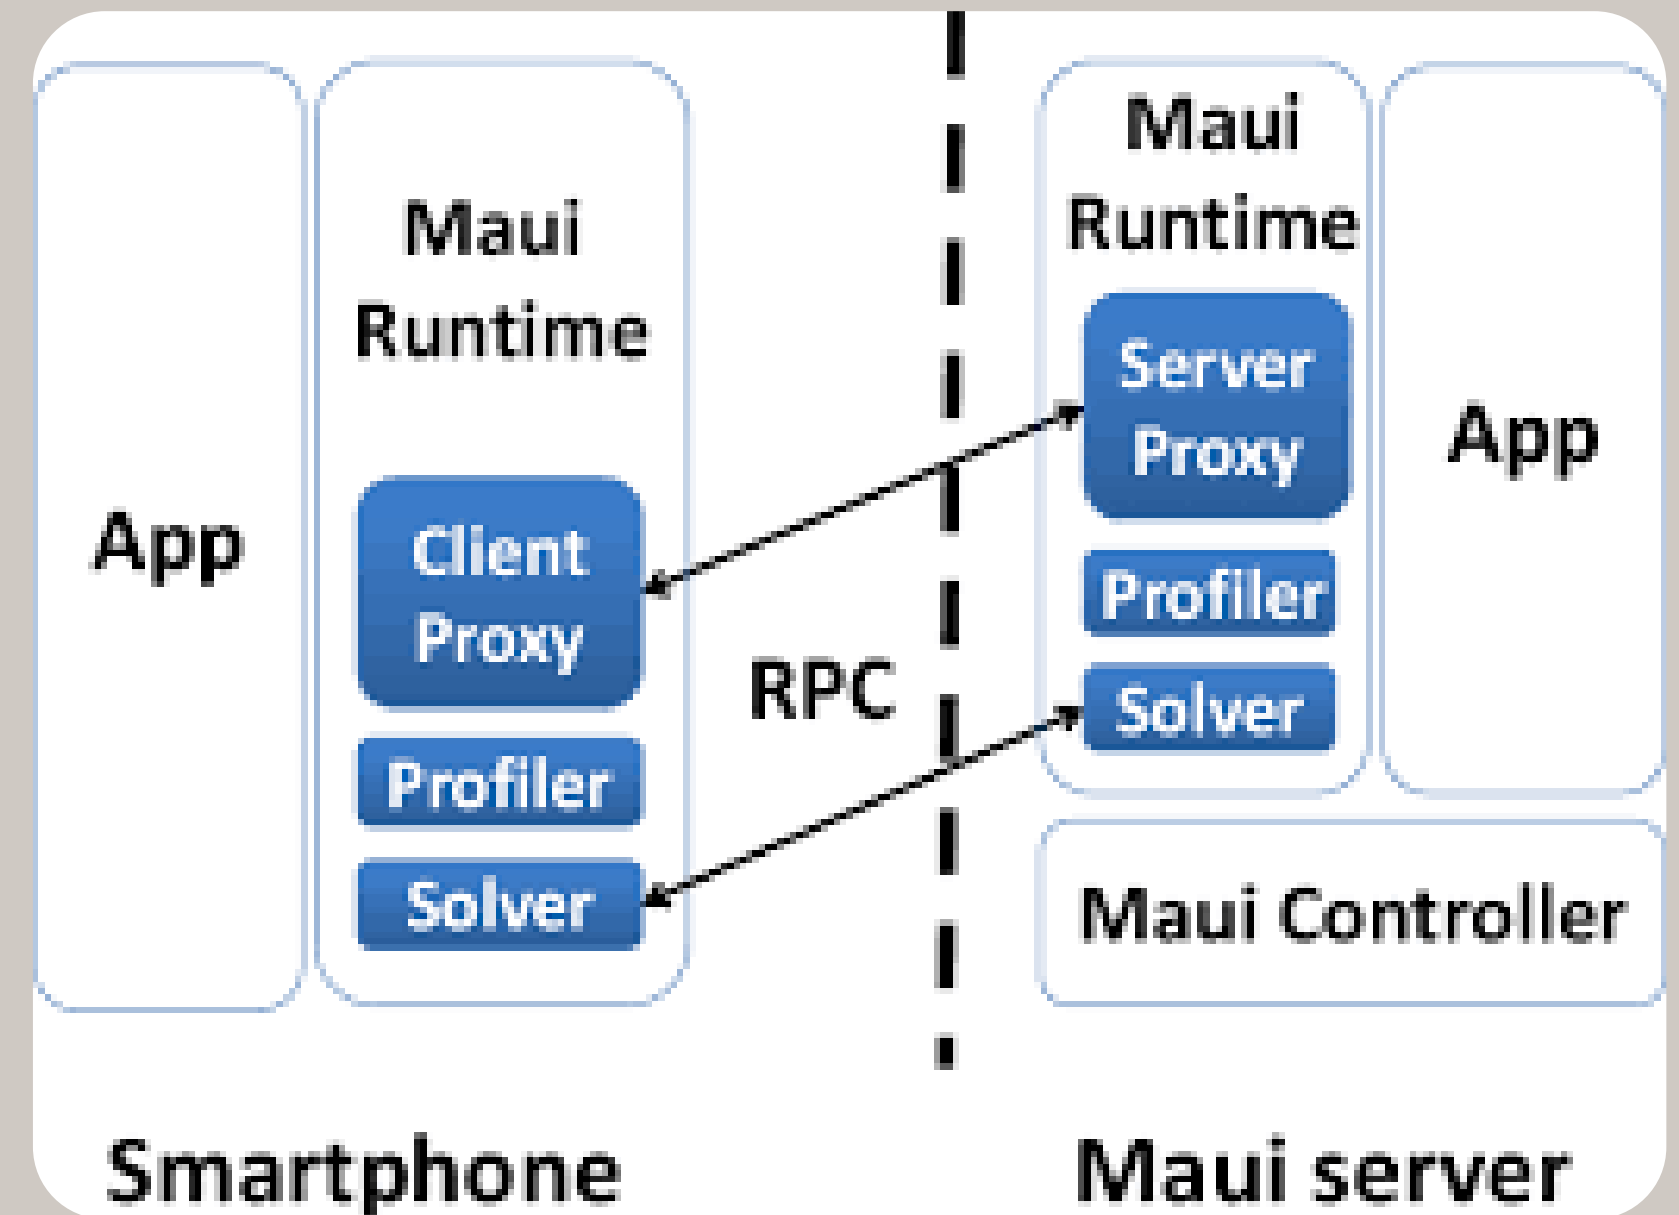 App
Maui
Runtime
Client
Proxy
Profiler
Solver
RPC
Maui
Runtime
Server
Proxy
Profiler
Solver
App
Maui Controller
Smartphone
Maui server